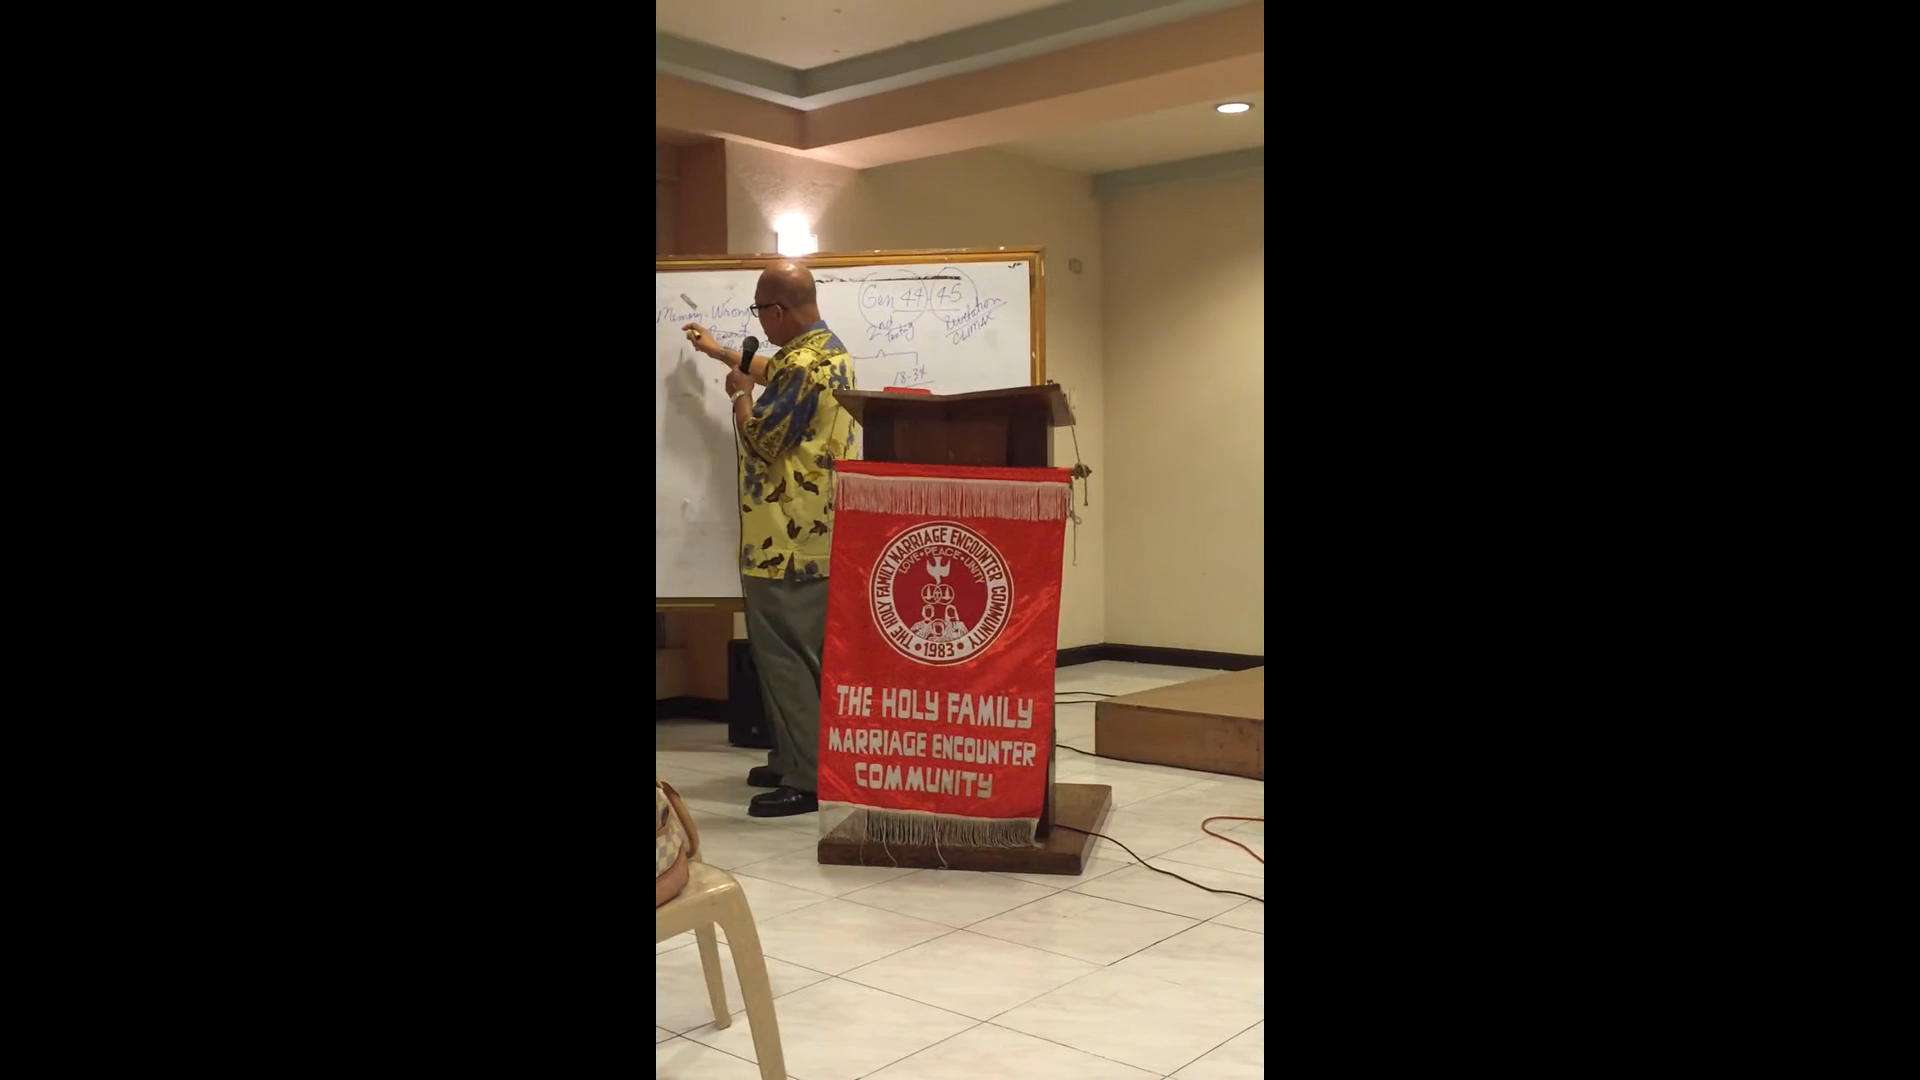 Memory - Wrong
Gen 44-45
2nd
Testing
Revelation
CLIMAX
18-34
THE HOLY FAMILY MARRIAGE ENCOUNTER COMMUNITY
LOVE • PEACE • UNITY
• 1983 •
THE HOLY FAMILY
MARRIAGE ENCOUNTER
COMMUNITY